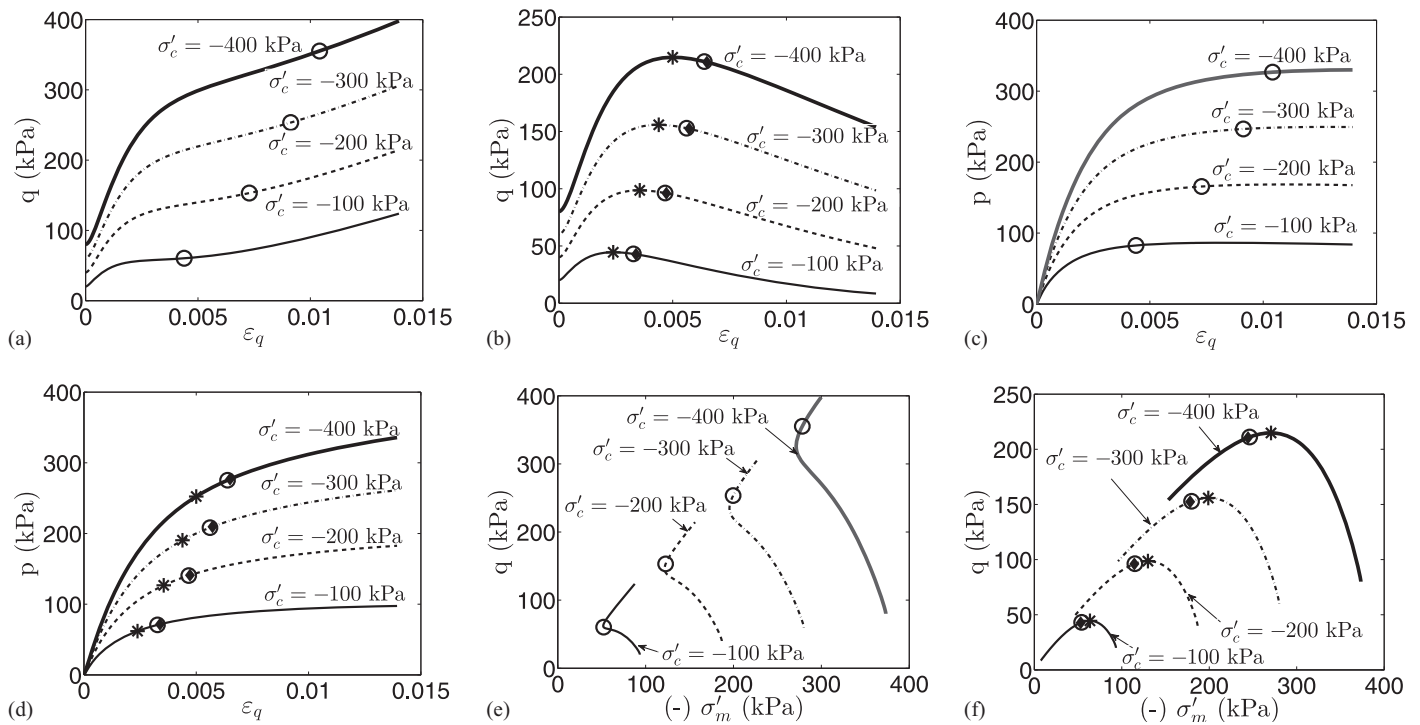 400
300
200
100
0
q (kPa)
0
0.005
0.01
0.015
ε_q
σ′_c = −400 kPa
σ′_c = −300 kPa
σ′_c = −200 kPa
σ′_c = −100 kPa
(a)
250
200
150
100
50
0
q (kPa)
0
0.005
0.01
0.015
ε_q
σ′_c = −400 kPa
σ′_c = −300 kPa
σ′_c = −200 kPa
σ′_c = −100 kPa
(b)
400
300
200
100
0
p (kPa)
0
0.005
0.01
0.015
ε_q
σ′_c = −400 kPa
σ′_c = −300 kPa
σ′_c = −200 kPa
σ′_c = −100 kPa
(c)
400
300
200
100
0
p (kPa)
0
0.005
0.01
0.015
ε_q
σ′_c = −400 kPa
σ′_c = −300 kPa
σ′_c = −200 kPa
σ′_c = −100 kPa
(d)
400
300
200
100
0
q (kPa)
0
100
200
300
400
(-) σ′_m (kPa)
σ′_c = −400 kPa
σ′_c = −300 kPa
σ′_c = −200 kPa
σ′_c = −100 kPa
(e)
250
200
150
100
50
0
q (kPa)
0
100
200
300
400
(-) σ′_m (kPa)
σ′_c = −400 kPa
σ′_c = −300 kPa
σ′_c = −200 kPa
σ′_c = −100 kPa
(f)